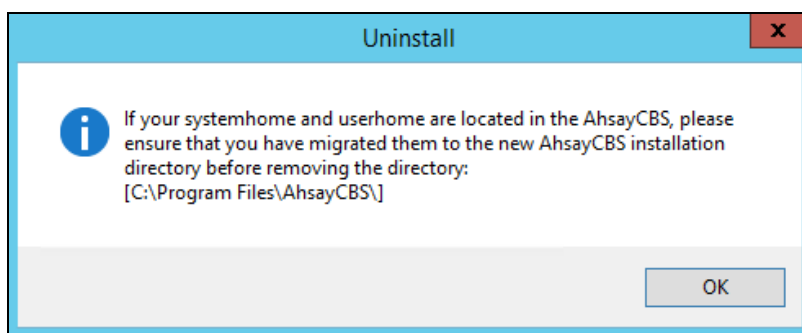 Uninstall
x
If your systemhome and userhome are located in the AhsayCBS, please
ensure that you have migrated them to the new AhsayCBS installation
directory before removing the directory:
[C:\Program Files\AhsayCBS\]
OK